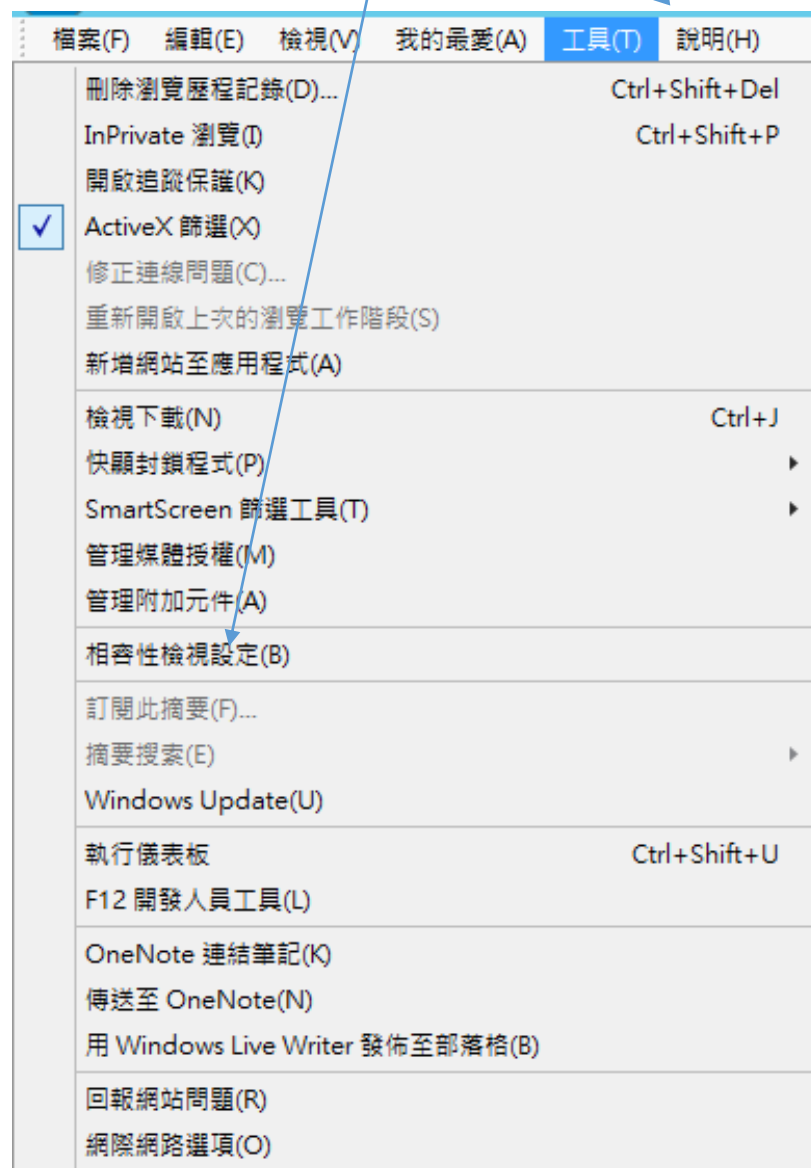 檔案(F) 編輯(E) 檢視(V) 我的最愛(A) 工具(T) 說明(H)
刪除瀏覽歷程記錄(D)... Ctrl+Shift+Del
InPrivate 瀏覽(I) Ctrl+Shift+P
開啟追蹤保護(K)
ActiveX 篩選(X)
修正連線問題(C)...
重新開啟上次的瀏覽工作階段(S)
新增網站至應用程式(A)
檢視下載(N) Ctrl+J
快顯封鎖程式(P)
SmartScreen 篩選工具(T)
管理媒體授權(M)
管理附加元件(A)
相容性檢視設定(B)
訂閱此摘要(F)...
摘要搜索(E)
Windows Update(U)
執行儀表板 Ctrl+Shift+U
F12 開發人員工具(L)
OneNote 連結筆記(K)
傳送至 OneNote(N)
用 Windows Live Writer 發佈至部落格(B)
回報網站問題(R)
網際網路選項(O)